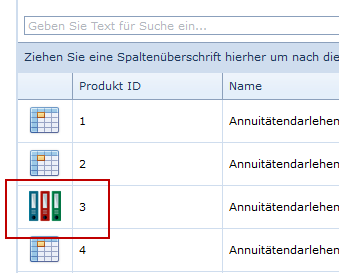 Geben Sie Text für Suche ein...
Ziehen Sie eine Spaltenüberschrift hierher um nach die
Produkt ID Name
1 Annuitätendarlehen
2 Annuitätendarlehen
3 Annuitätendarlehen
4 Annuitätendarlehen